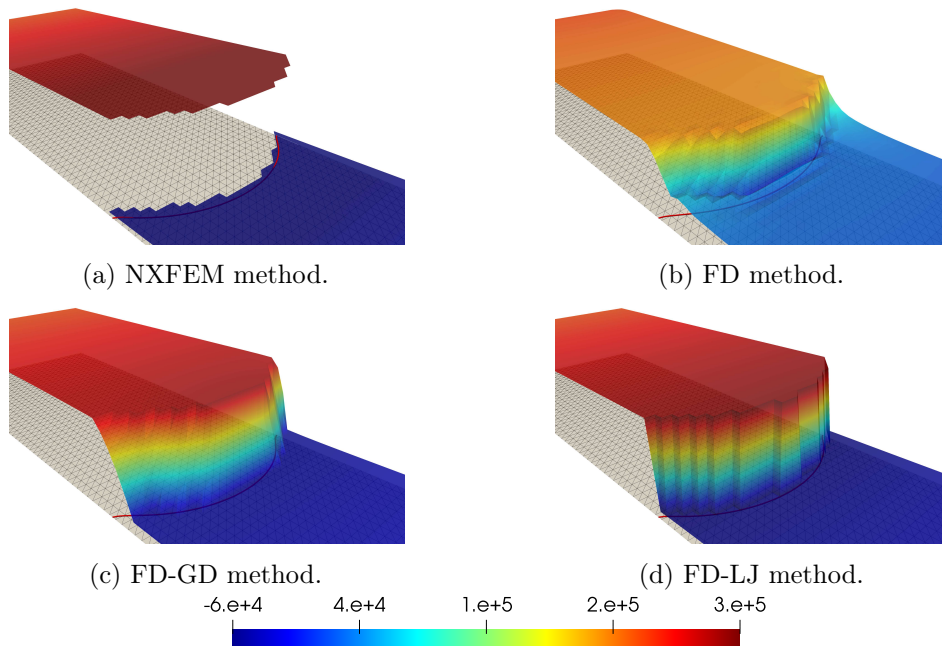 (a) NXFEM method.
(b) FD method.
(c) FD-GD method.
(d) FD-LJ method.
-6.e+4 4.e+4 1.e+5 2.e+5 3.e+5